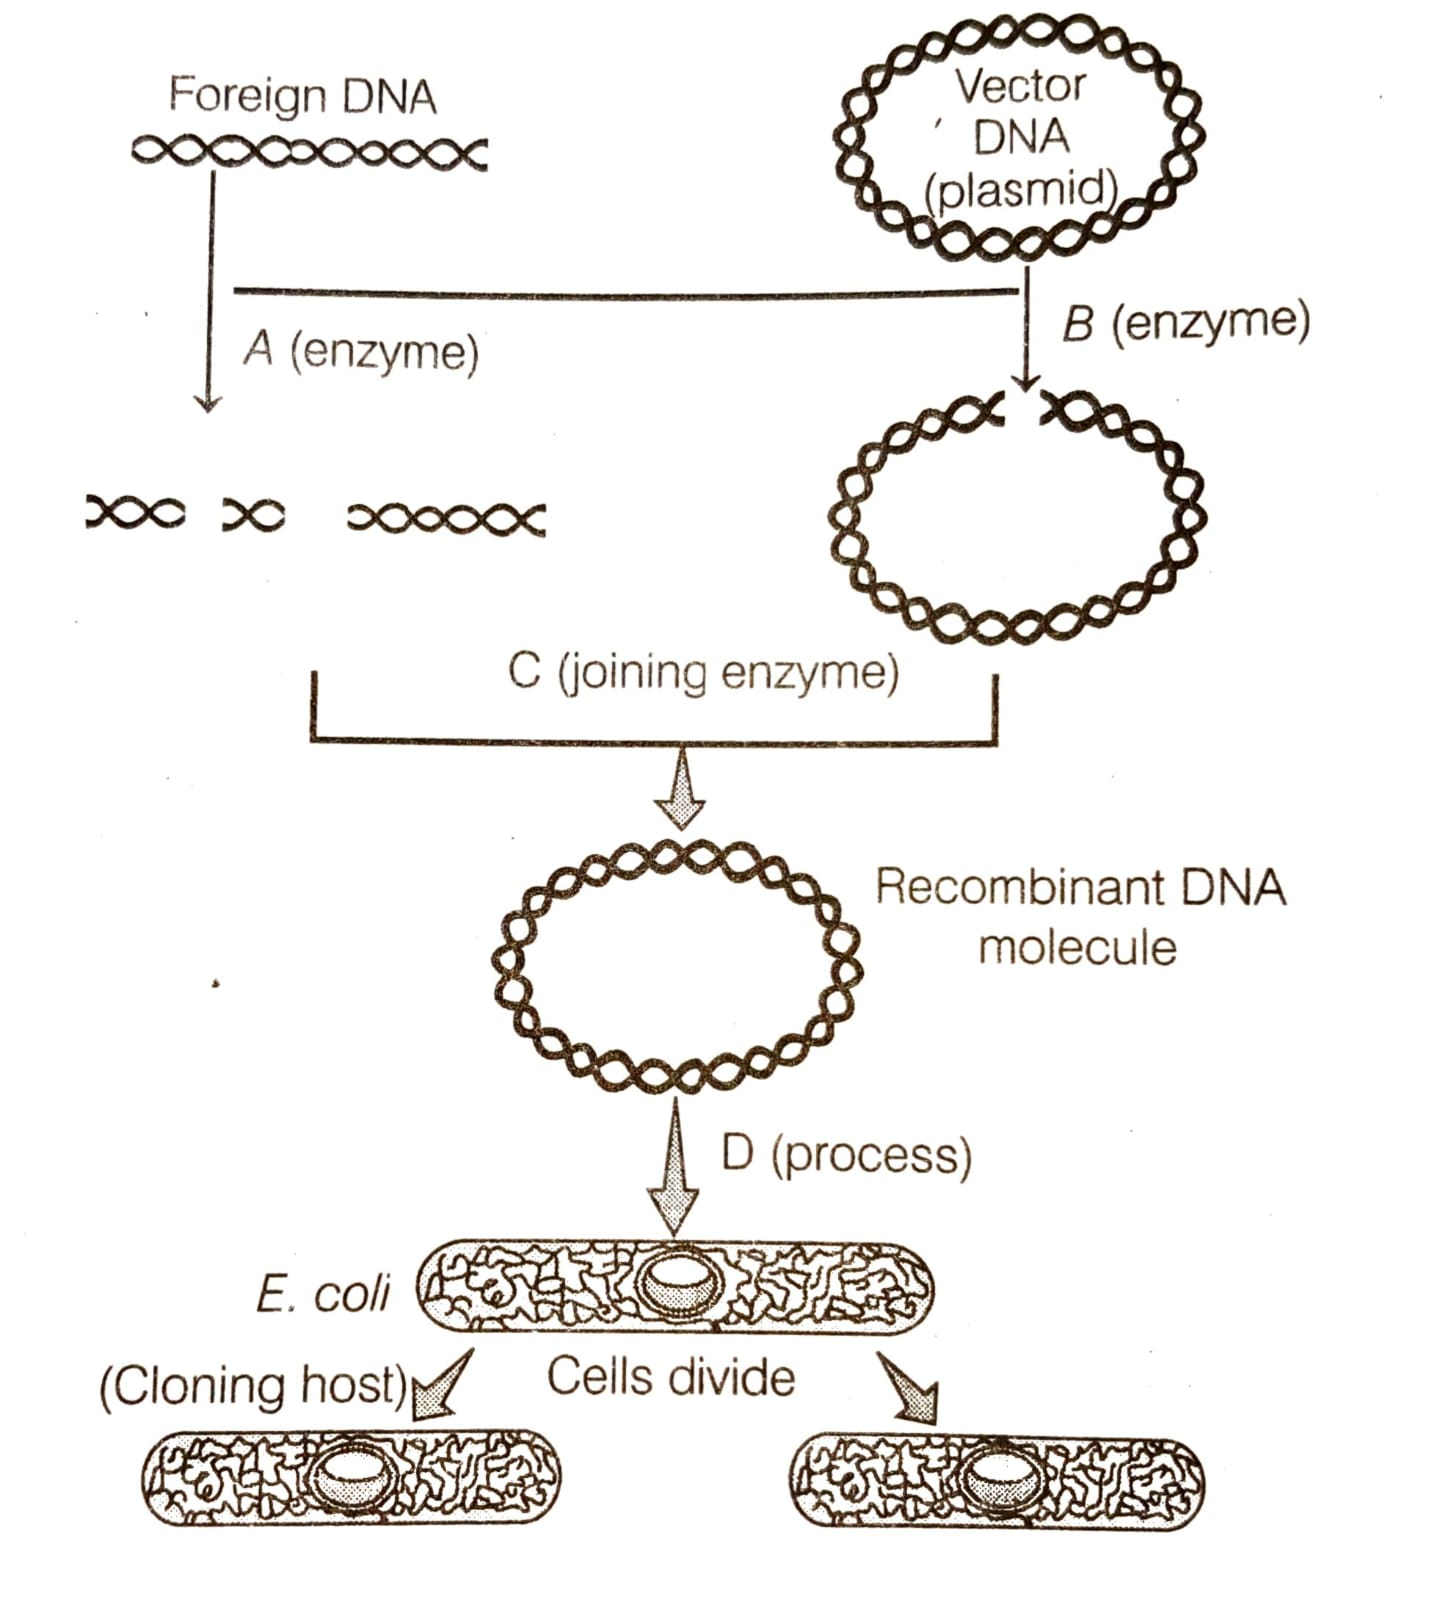 Foreign DNA
Vector
DNA
(plasmid)
A (enzyme)
B (enzyme)
C (joining enzyme)
Recombinant DNA
molecule
D (process)
E. coli
(Cloning host)
Cells divide